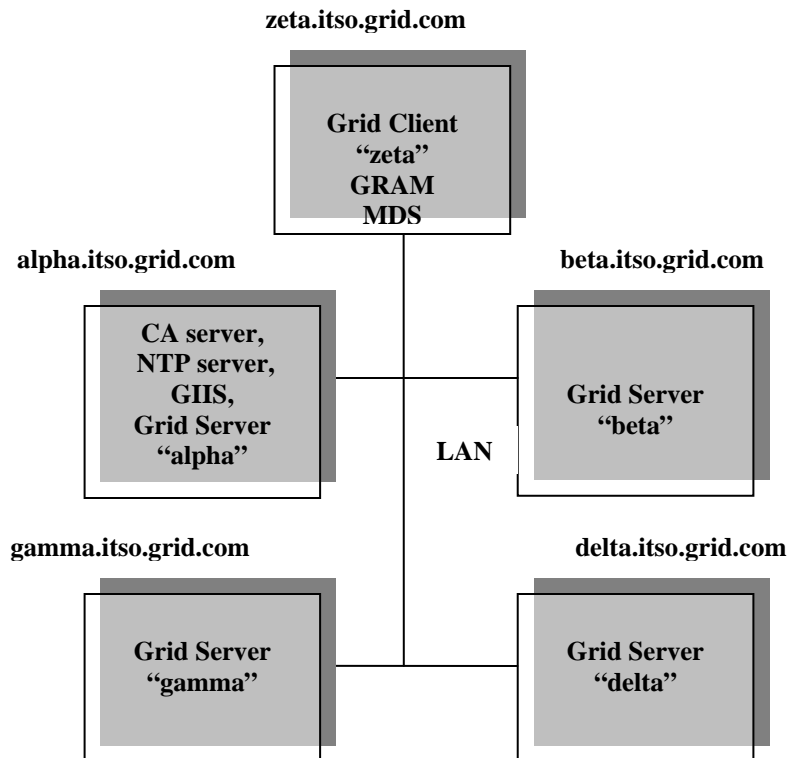 zeta.itso.grid.com
Grid Client
“zeta”
GRAM
MDS
alpha.itso.grid.com
beta.itso.grid.com
CA server,
NTP server,
GIIS,
Grid Server
“alpha”
Grid Server
“beta”
LAN
gamma.itso.grid.com
delta.itso.grid.com
Grid Server
“gamma”
Grid Server
“delta”